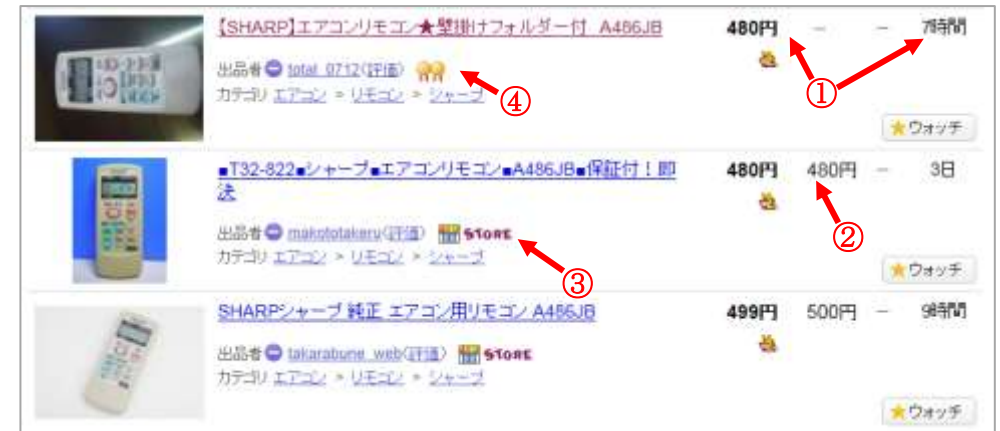 【SHARP】エアコンリモコン★壁掛けフォルダー付 A486JB 480円 － － 7時間
①
出品者 total_0712(評価)
カテゴリ エアコン > リモコン > シャープ
④
ウォッチ
■T32-822■シャープ■エアコンリモコン■A486JB■保証付！即決 480円 480円 － 3日
②
出品者 makototakeru(評価) STORE
カテゴリ エアコン > リモコン > シャープ
③
ウォッチ
SHARPシャープ 純正 エアコン用リモコン A486JB 499円 500円 － 9時間
出品者 takarabune_web(評価) STORE
カテゴリ エアコン > リモコン > シャープ
ウォッチ